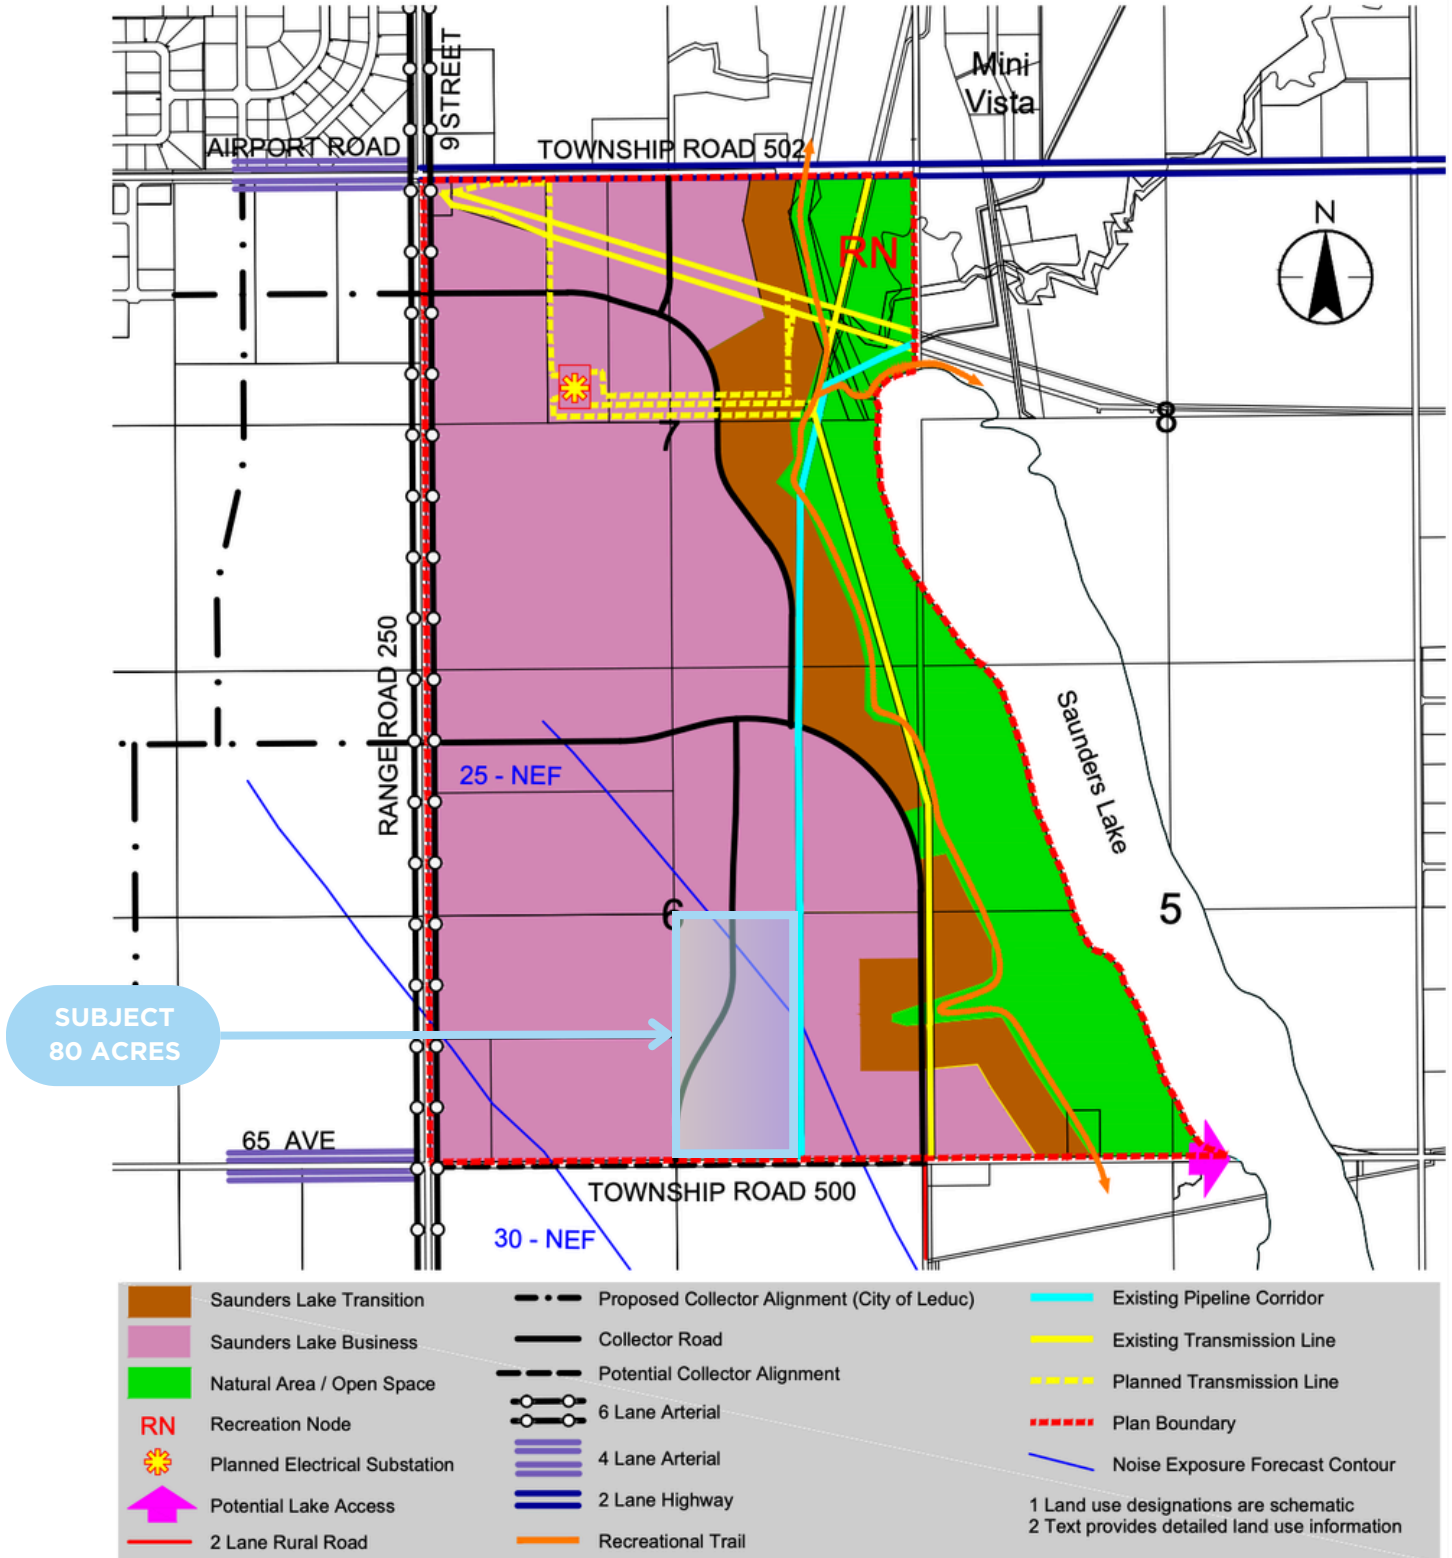 Mini
Vista
9 STREET
AIRPORT ROAD
TOWNSHIP ROAD 502
RN
N
7
8
RANGE ROAD 250
Saunders Lake
25 - NEF
6
5
SUBJECT
80 ACRES
65 AVE
TOWNSHIP ROAD 500
30 - NEF
Saunders Lake Transition
Saunders Lake Business
Natural Area / Open Space
RN Recreation Node
Planned Electrical Substation
Potential Lake Access
2 Lane Rural Road
Proposed Collector Alignment (City of Leduc)
Collector Road
Potential Collector Alignment
6 Lane Arterial
4 Lane Arterial
2 Lane Highway
Recreational Trail
Existing Pipeline Corridor
Existing Transmission Line
Planned Transmission Line
Plan Boundary
Noise Exposure Forecast Contour
1 Land use designations are schematic
2 Text provides detailed land use information